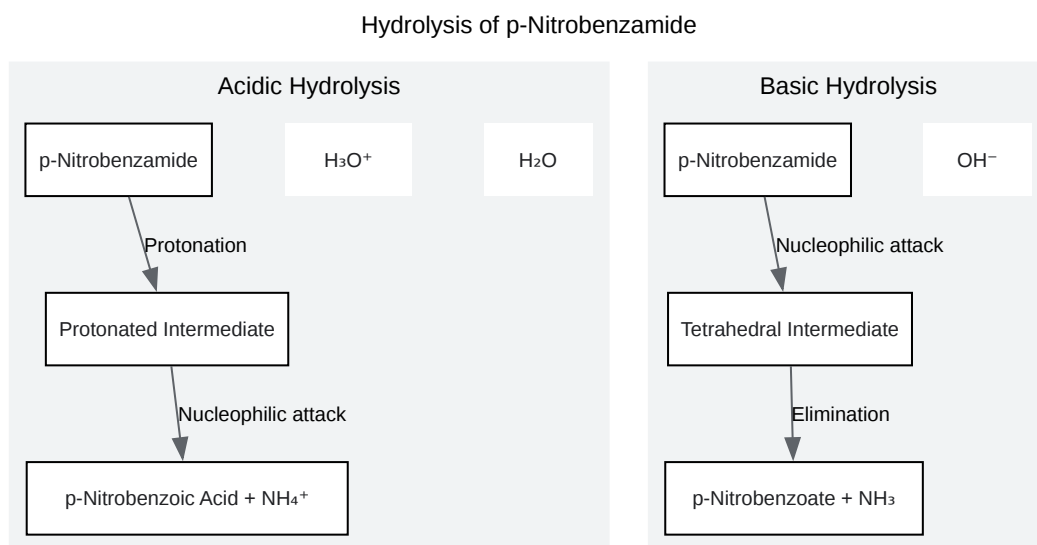 Hydrolysis of p-Nitrobenzamide
Acidic Hydrolysis
p-Nitrobenzamide
H₃O⁺
H₂O
Protonation
Protonated Intermediate
Nucleophilic attack
p-Nitrobenzoic Acid + NH₄⁺
Basic Hydrolysis
p-Nitrobenzamide
OH⁻
Nucleophilic attack
Tetrahedral Intermediate
Elimination
p-Nitrobenzoate + NH₃